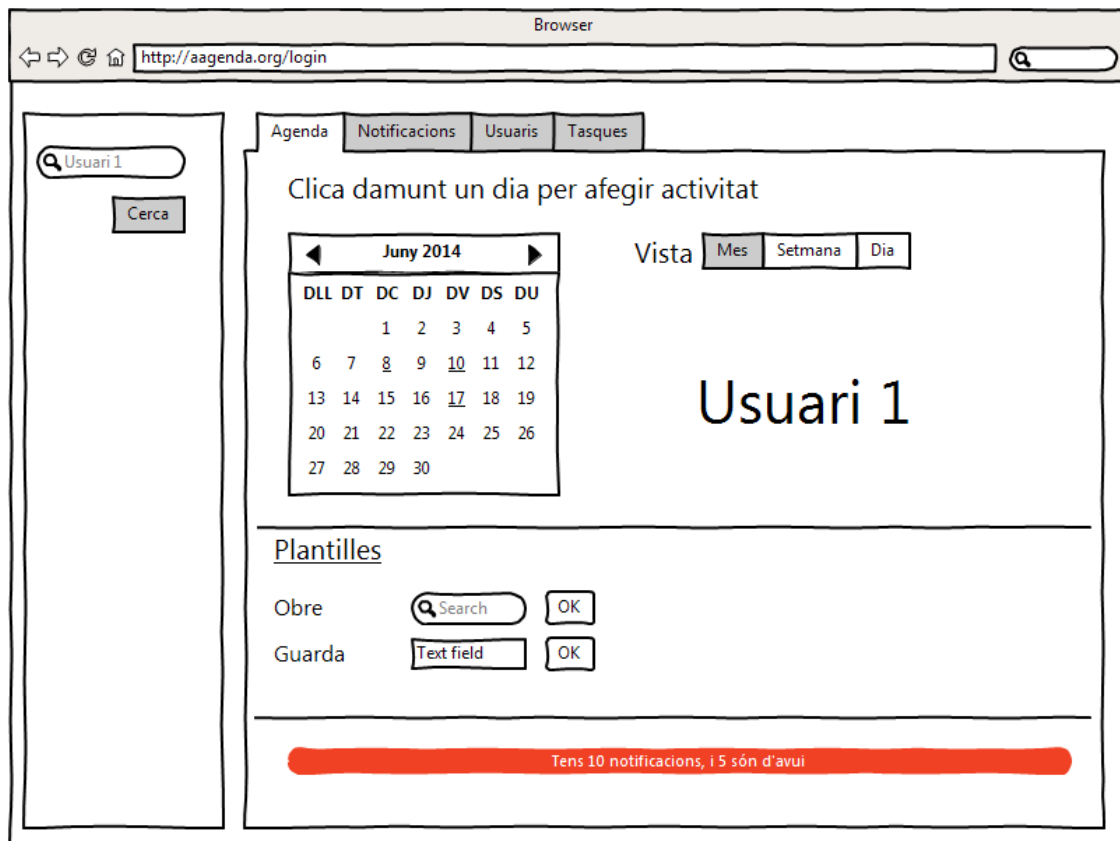 Browser
http://aagenda.org/login
Usuari 1
Cerca
Agenda Notificacions Usuaris Tasques
Clica damunt un dia per afegir activitat
Juny 2014
DLL DT DC DJ DV DS DU
1 2 3 4 5
6 7 8 9 10 11 12
13 14 15 16 17 18 19
20 21 22 23 24 25 26
27 28 29 30
Vista Mes Setmana Dia
Usuari 1
Plantilles
Obre Search OK
Guarda Text field OK
Tens 10 notificacions, i 5 són d'avui